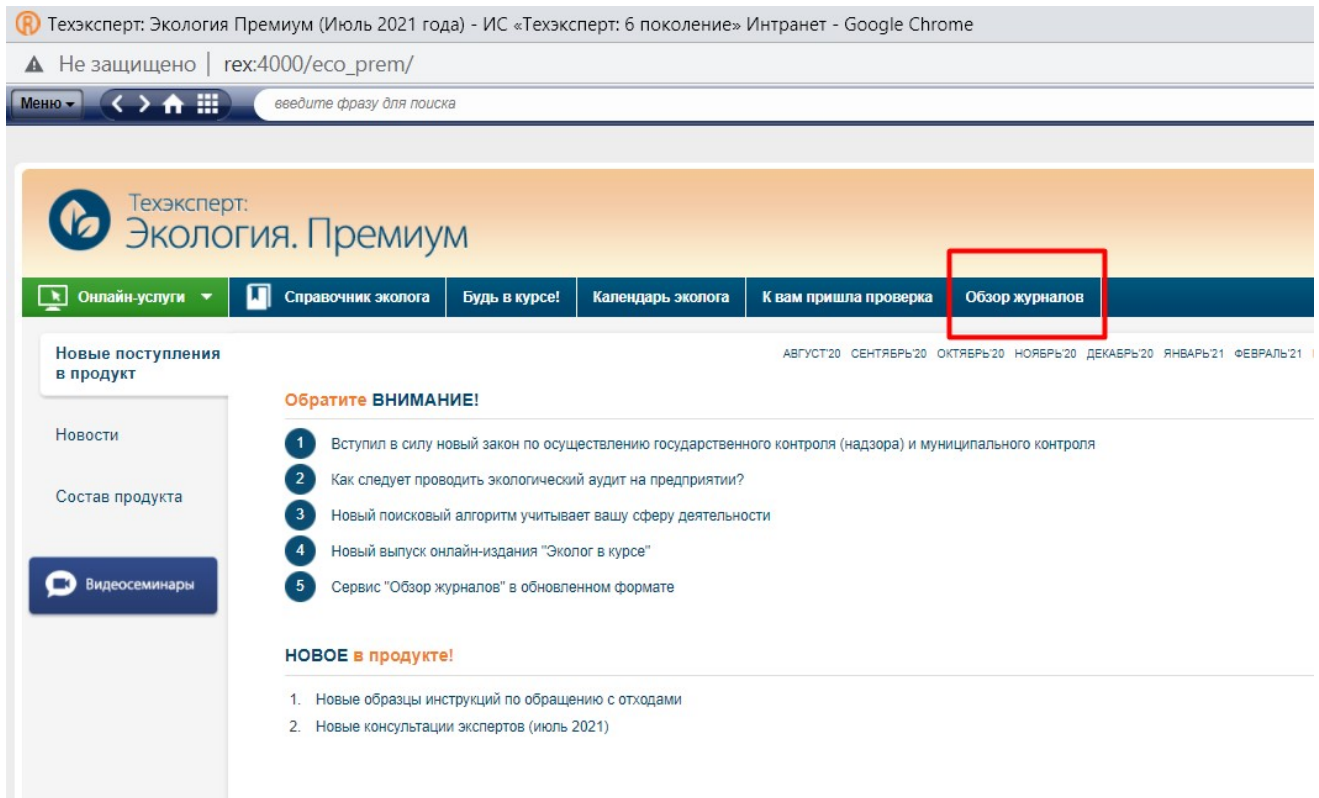 Техэксперт: Экология Премиум (Июль 2021 года) - ИС «Техэксперт: 6 поколение» Интранет - Google Chrome
Не защищено | rex:4000/eco_prem/
Меню
введите фразу для поиска
Техэксперт:
Экология. Премиум
Онлайн-услуги Справочник эколога Будь в курсе! Календарь эколога К вам пришла проверка Обзор журналов
Новые поступления
в продукт
АВГУСТ'20 СЕНТЯБРЬ'20 ОКТЯБРЬ'20 НОЯБРЬ'20 ДЕКАБРЬ'20 ЯНВАРЬ'21 ФЕВРАЛЬ'21
Новости
Состав продукта
Видеосеминары
Обратите ВНИМАНИЕ!
1 Вступил в силу новый закон по осуществлению государственного контроля (надзора) и муниципального контроля
2 Как следует проводить экологический аудит на предприятии?
3 Новый поисковый алгоритм учитывает вашу сферу деятельности
4 Новый выпуск онлайн-издания "Эколог в курсе"
5 Сервис "Обзор журналов" в обновленном формате
НОВОЕ в продукте!
1. Новые образцы инструкций по обращению с отходами
2. Новые консультации экспертов (июль 2021)